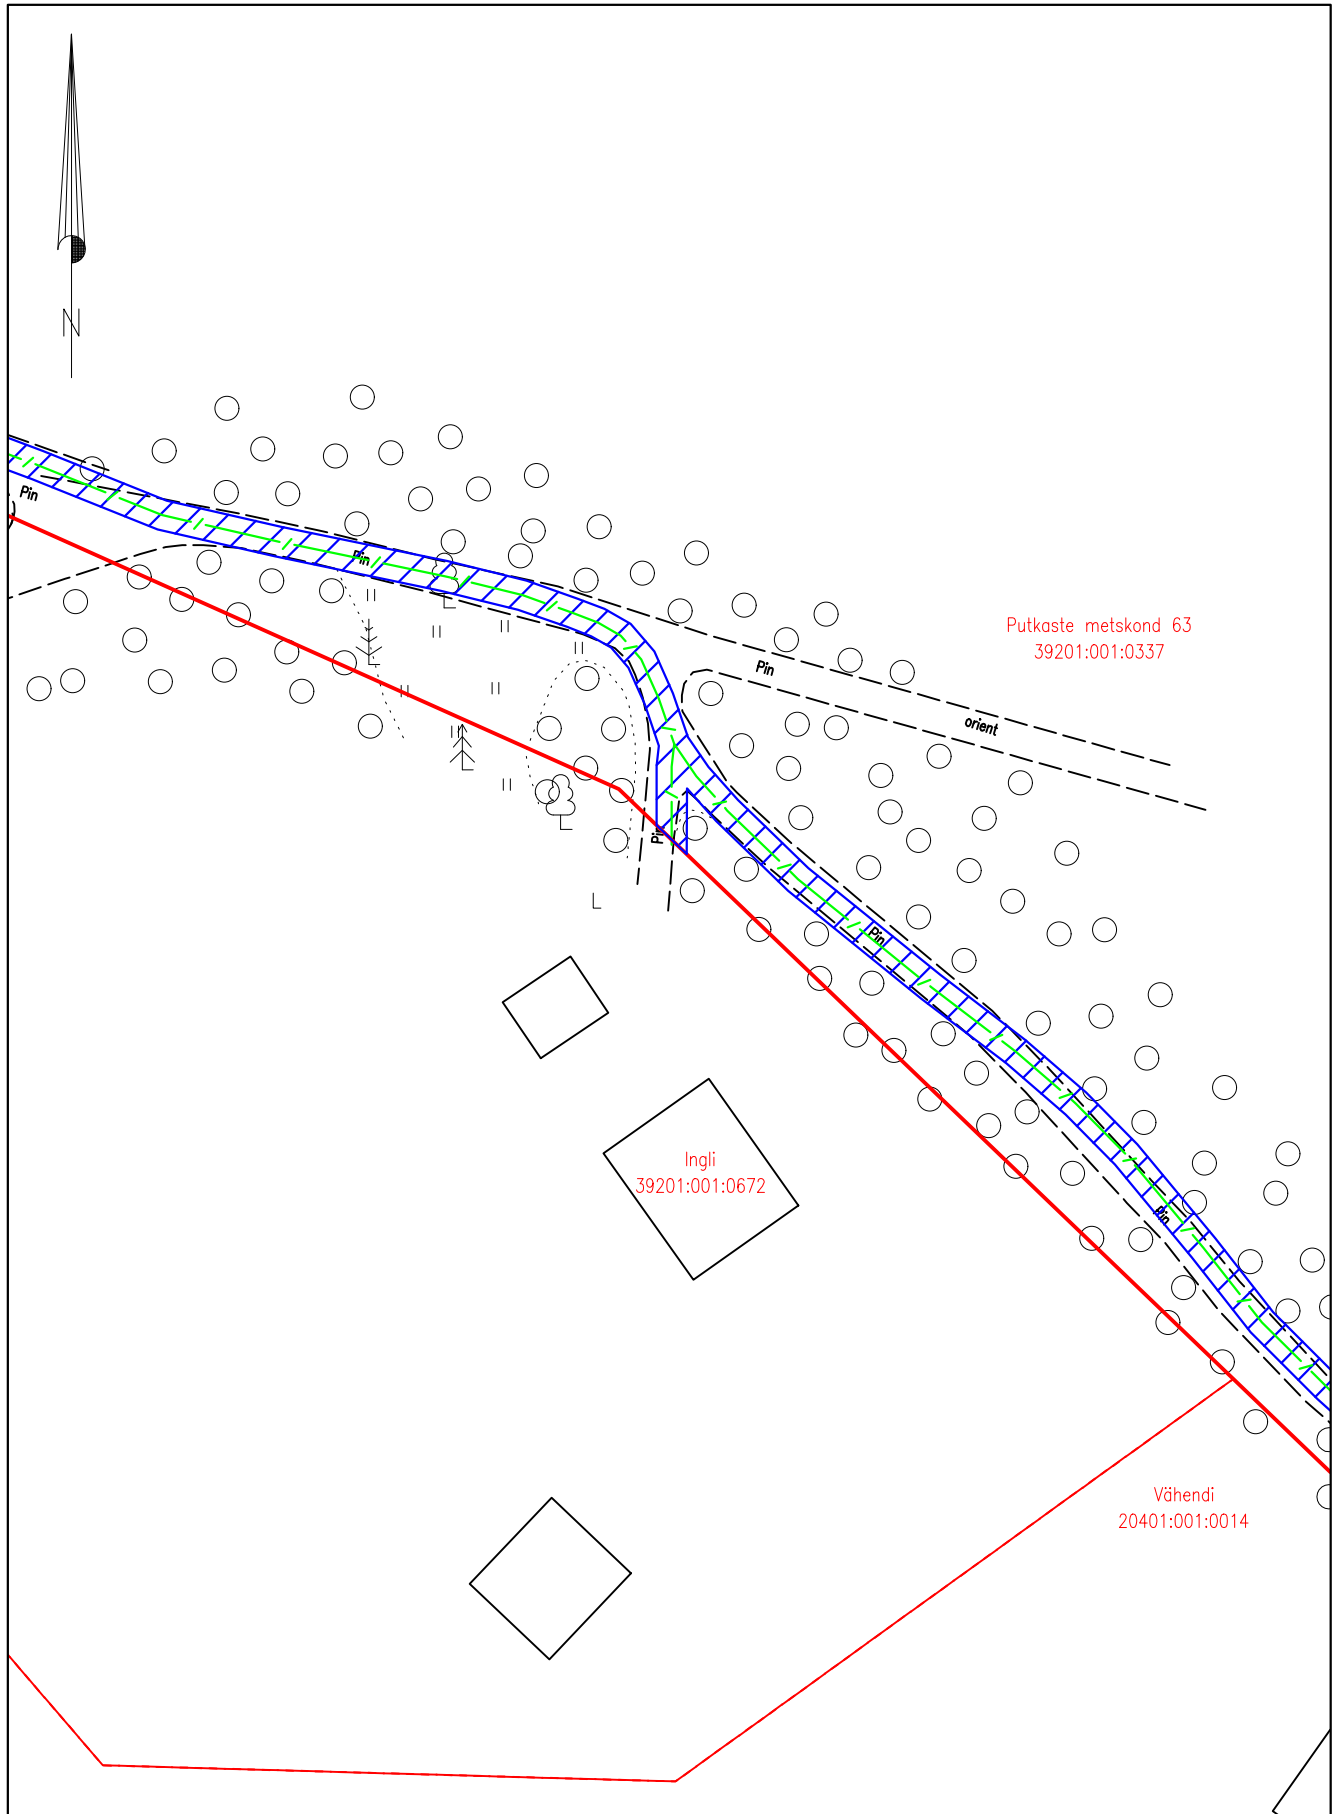 N
Pin
Pin
Putkaste metskond 63
39201:001:0337
Pin
orient
Pin
L
Pin
Ingli
39201:001:0672
Pin
Vähendi
20401:001:0014